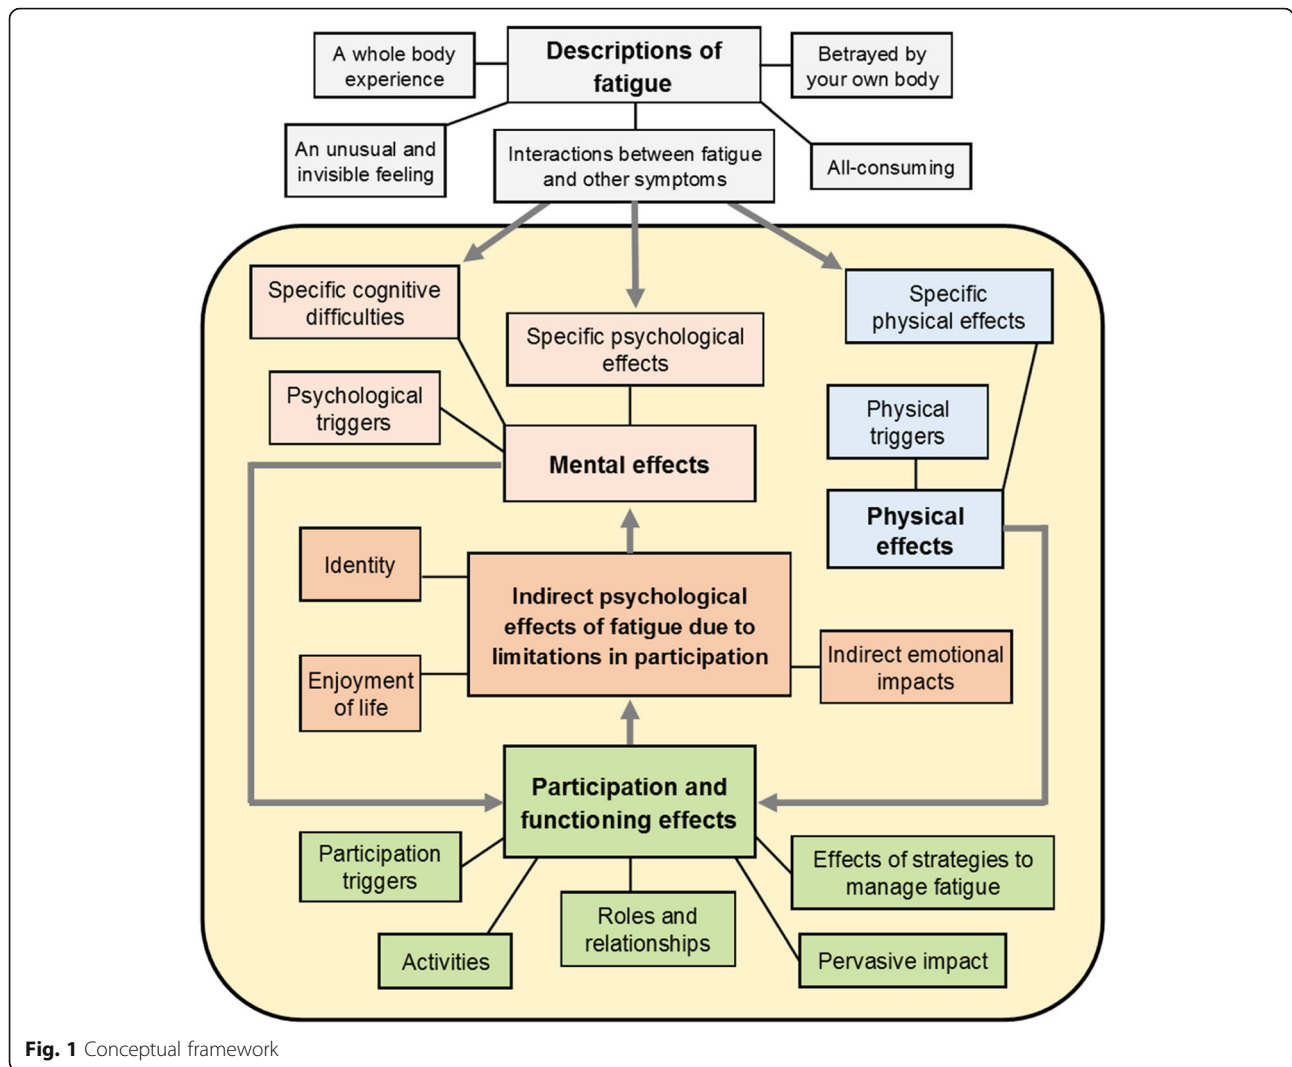 A whole body
experience
Descriptions of
fatigue
Betrayed by
your own body
An unusual and
invisible feeling
Interactions between fatigue
and other symptoms
All-consuming
Specific cognitive
difficulties
Specific psychological
effects
Specific
physical effects
Psychological
triggers
Physical
triggers
Mental effects
Physical
effects
Identity
Indirect psychological
effects of fatigue due to
limitations in participation
Enjoyment
of life
Indirect emotional
impacts
Participation and
functioning effects
Participation
triggers
Effects of strategies to
manage fatigue
Roles and
relationships
Activities
Pervasive impact
Fig. 1 Conceptual framework